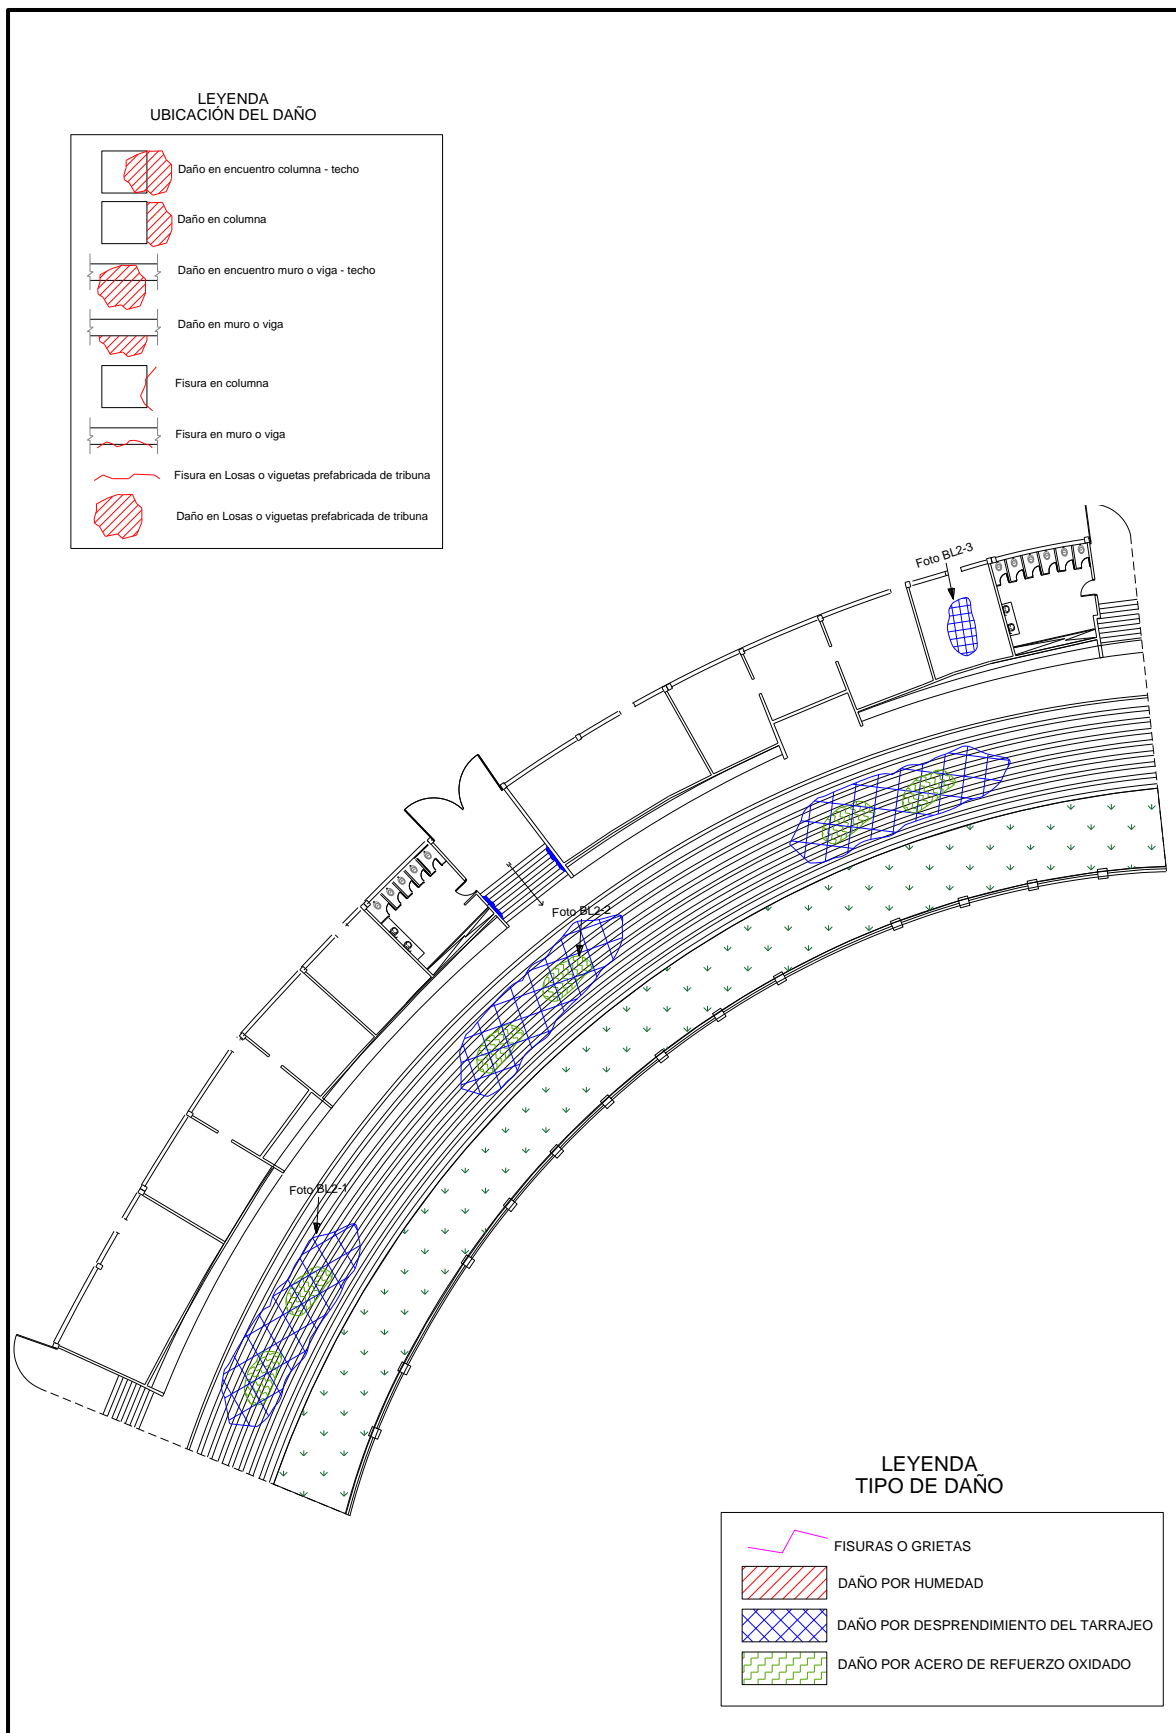 LEYENDA
UBICACIÓN DEL DAÑO
Daño en encuentro columna - techo
Daño en columna
Daño en encuentro muro o viga - techo
Daño en muro o viga
Fisura en columna
Fisura en muro o viga
Fisura en Losas o viguetas prefabricada de tribuna
Daño en Losas o viguetas prefabricada de tribuna
Foto BL2-3
Foto BL2-2
Foto BL2-1
LEYENDA
TIPO DE DAÑO
FISURAS O GRIETAS
DAÑO POR HUMEDAD
DAÑO POR DESPRENDIMIENTO DEL TARRAJEO
DAÑO POR ACERO DE REFUERZO OXIDADO